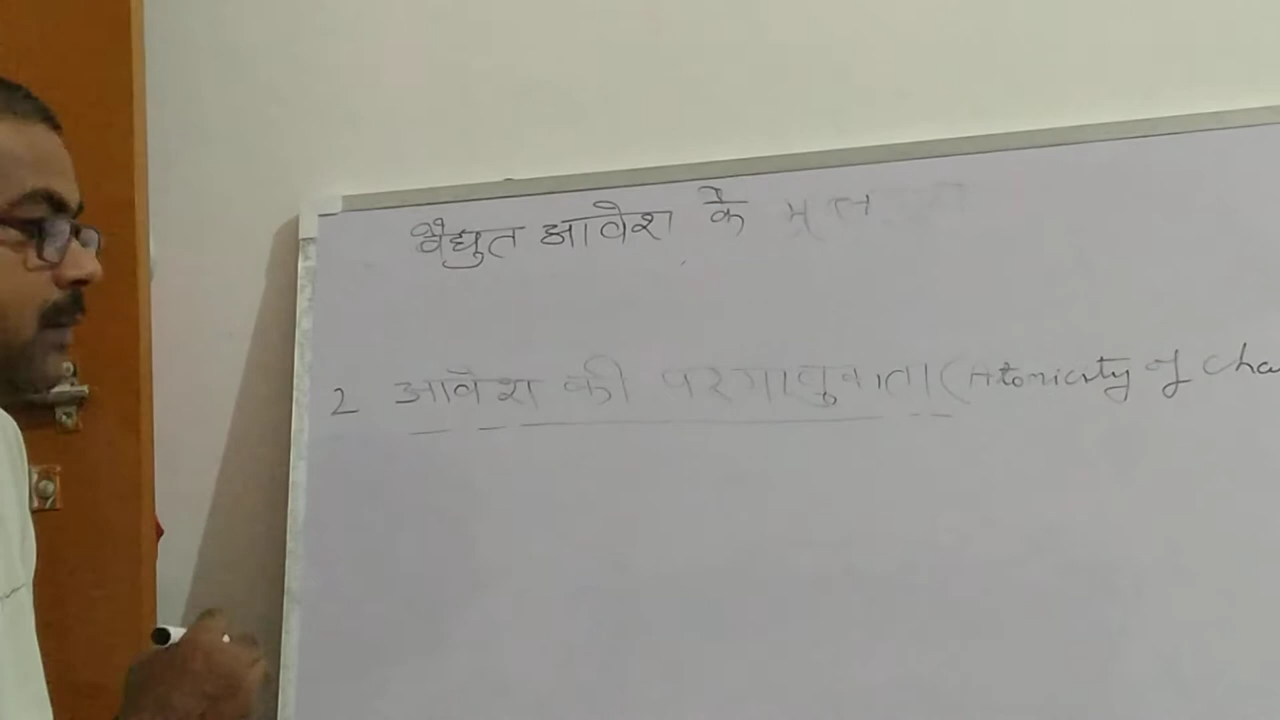 वैद्युत आवेश के मूल
2 आवेश की परमाणुकता (Atomicity of Cha